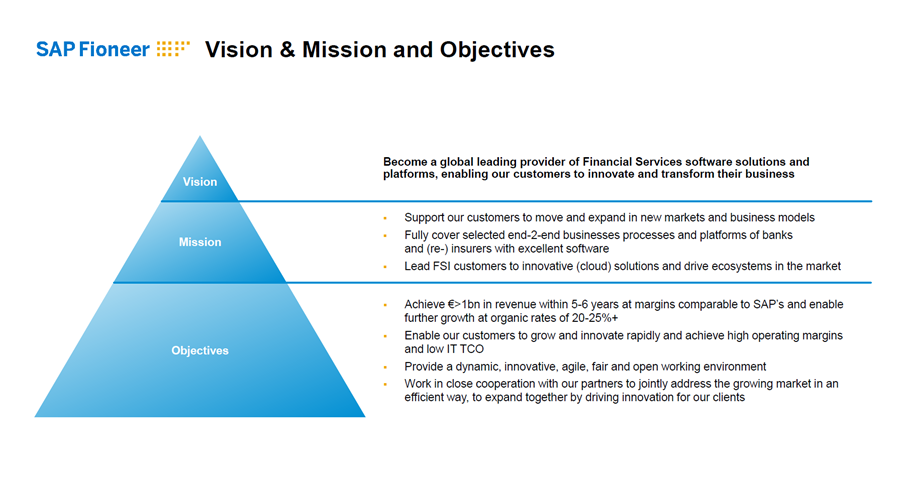 SAP Fioneer
Vision & Mission and Objectives
Vision
Become a global leading provider of Financial Services software solutions and
platforms, enabling our customers to innovate and transform their business
Mission
• Support our customers to move and expand in new markets and business models
• Fully cover selected end-2-end businesses processes and platforms of banks
and (re-) insurers with excellent software
• Lead FSI customers to innovative (cloud) solutions and drive ecosystems in the market
Objectives
• Achieve €>1bn in revenue within 5-6 years at margins comparable to SAP's and enable
further growth at organic rates of 20-25%+
• Enable our customers to grow and innovate rapidly and achieve high operating margins
and low IT TCO
• Provide a dynamic, innovative, agile, fair and open working environment
• Work in close cooperation with our partners to jointly address the growing market in an
efficient way, to expand together by driving innovation for our clients